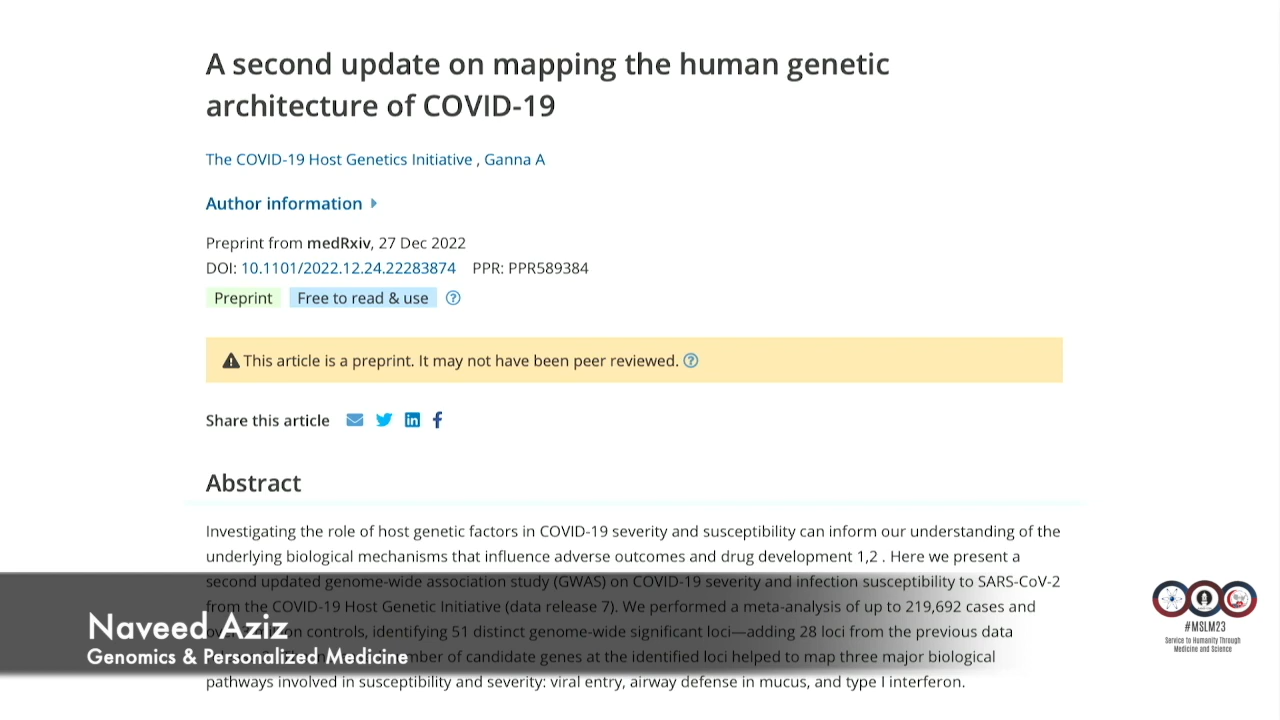 A second update on mapping the human genetic
architecture of COVID-19
The COVID-19 Host Genetics Initiative , Ganna A
Author information
Preprint from medRxiv, 27 Dec 2022
DOI: 10.1101/2022.12.24.22283874 PPR: PPR589384
Preprint Free to read & use ?
This article is a preprint. It may not have been peer reviewed. ?
Share this article
Abstract
Investigating the role of host genetic factors in COVID-19 severity and susceptibility can inform our understanding of the
underlying biological mechanisms that influence adverse outcomes and drug development 1,2 . Here we present a
second updated genome-wide association study (GWAS) on COVID-19 severity and infection susceptibility to SARS-CoV-2
from the COVID-19 Host Genetic Initiative (data release 7). We performed a meta-analysis of up to 219,692 cases and
controls, identifying 51 distinct genome-wide significant loci—adding 28 loci from the previous data
of candidate genes at the identified loci helped to map three major biological
pathways involved in susceptibility and severity: viral entry, airway defense in mucus, and type I interferon.
Naveed Aziz
Genomics & Personalized Medicine
#MSLM23
Service to Humanity Through
Medicine and Science